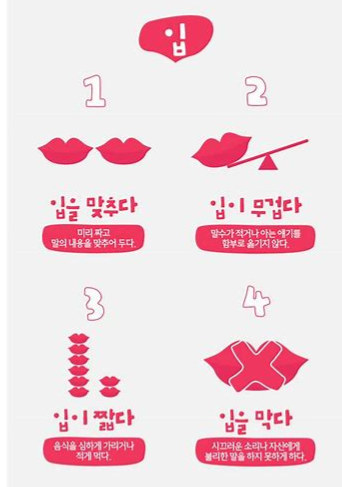 입
1
2
입을 맞추다
입이 무겁다
미리 짜고
말의 내용을 맞추어 두다.
말수가 적거나 아는 얘기를
함부로 옮기지 않다.
3
4
입이 짧다
입을 막다
음식을 심하게 가리거나
적게 먹다.
시끄러운 소리나 자신에게
불리한 말을 하지 못하게 하다.